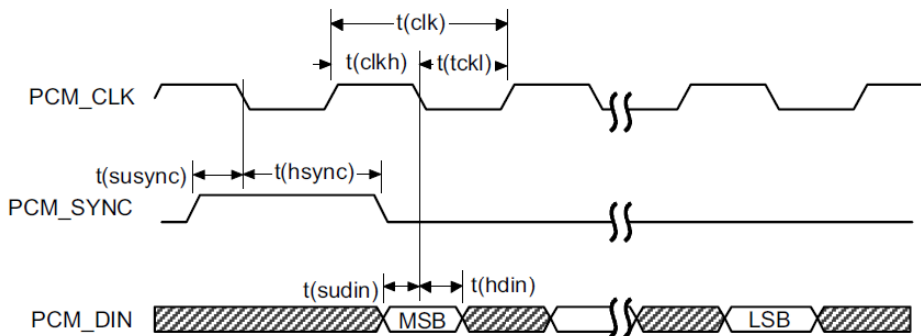 t(clk)
t(clkh) t(tckl)
PCM_CLK
t(susync) t(hsync)
PCM_SYNC
t(sudin) t(hdin)
PCM_DIN MSB LSB